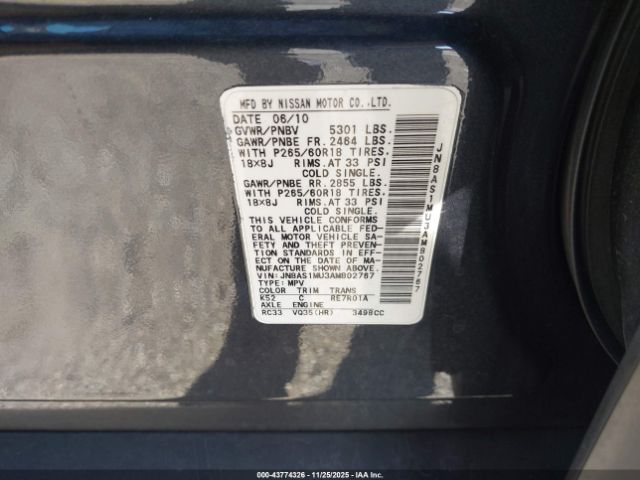 MFD BY NISSAN MOTOR CO.,LTD.
DATE 06/10
GVWR/PNBV 5301 LBS.
GAWR/PNBE FR. 2464 LBS.
WITH P265/60R18 TIRES.
18×8J RIMS. AT 33 PSI
COLD SINGLE.
GAWR/PNBE RR. 2855 LBS.
WITH P265/60R18 TIRES.
18×8J RIMS. AT 33 PSI
COLD SINGLE.
THIS VEHICLE CONFORMS
TO ALL APPLICABLE FED-
ERAL MOTOR VEHICLE SA-
FETY AND THEFT PREVEN-
TION STANDARDS IN EFF-
ECT ON THE DATE OF MA-
NUFACTURE SHOWN ABOVE.
VIN:JN8AS1MU3AM802767
TYPE: MPV
COLOR TRIM TRANS
K52 C RE7R01A
AXLE ENGINE
RC33 VQ35(HR) 3498CC
JN8AS1MU3AM802767
000-43774326 - 11/25/2025 - IAA Inc.